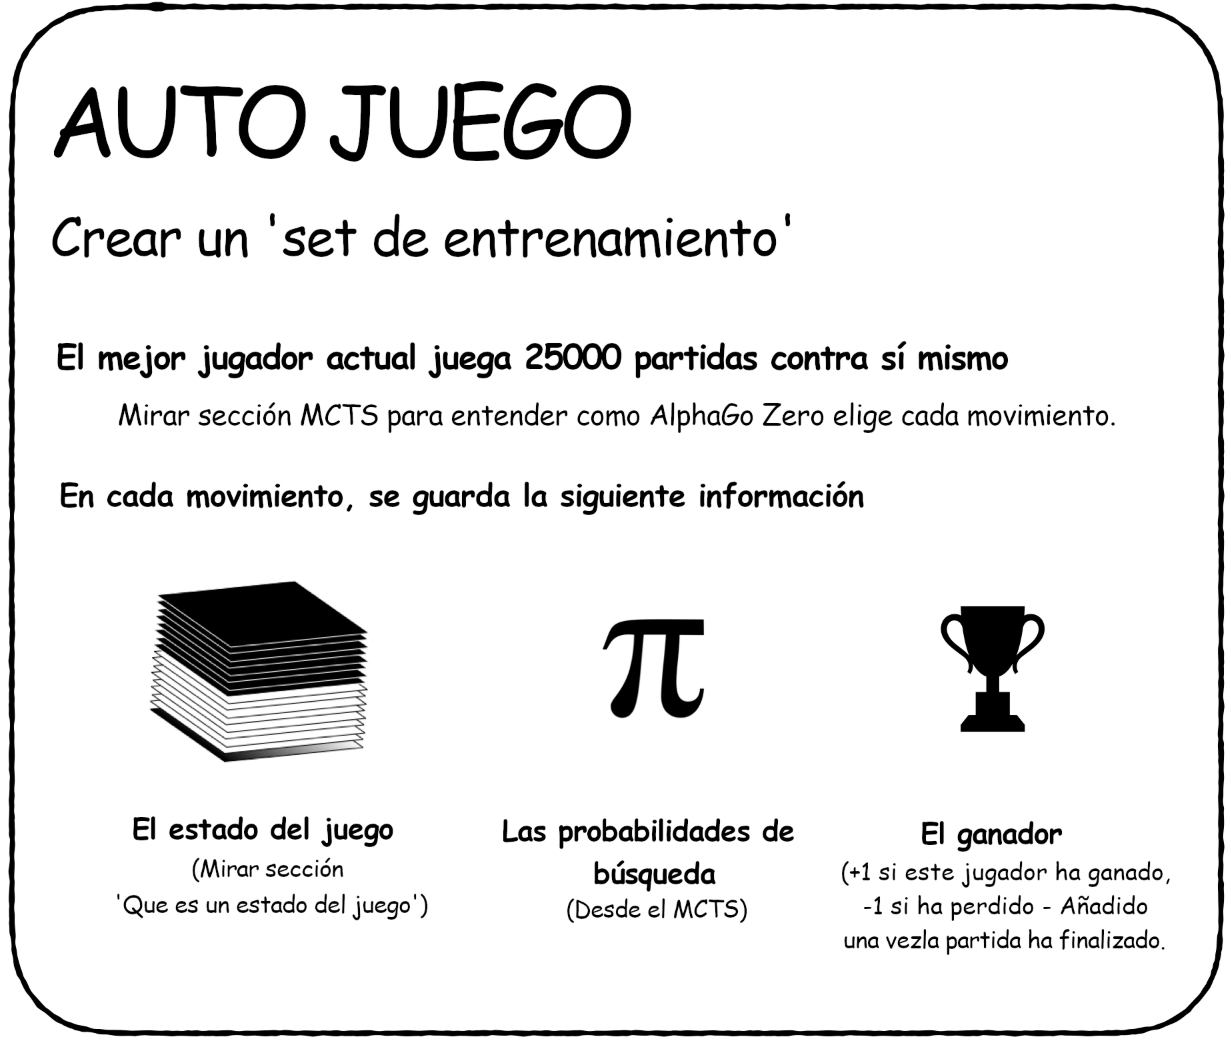 AUTO JUEGO
Crear un 'set de entrenamiento'
El mejor jugador actual juega 25000 partidas contra sí mismo
Mirar sección MCTS para entender como AlphaGo Zero elige cada movimiento.
En cada movimiento, se guarda la siguiente información
π
El estado del juego
(Mirar sección
'Que es un estado del juego')
Las probabilidades de
búsqueda
(Desde el MCTS)
El ganador
(+1 si este jugador ha ganado,
-1 si ha perdido - Añadido
una vezla partida ha finalizado.